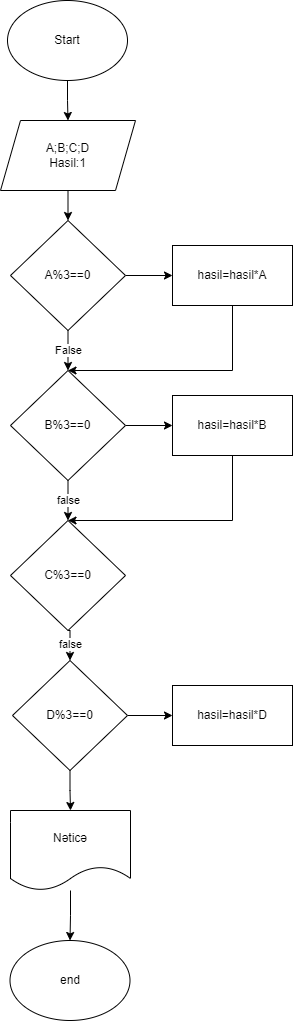 Start
A;B;C;D
Hasil:1
A%3==0
hasil=hasil*A
False
B%3==0
hasil=hasil*B
false
C%3==0
false
D%3==0
hasil=hasil*D
Nəticə
end